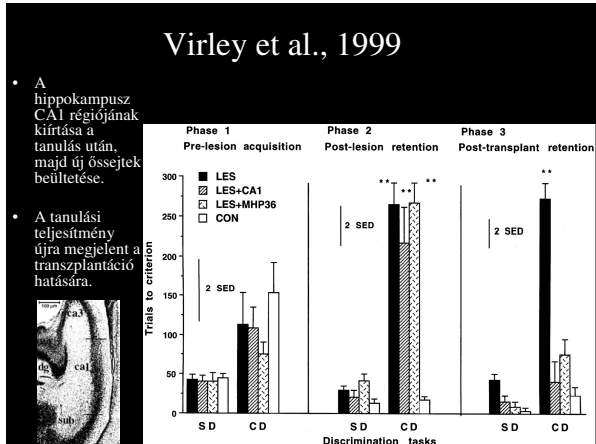 Virley et al., 1999
• A
hippokampusz
CA1 régiójának
kiírtása a
tanulás után,
majd új őssejtek
beültetése.
• A tanulási
teljesítmény
újra megjelent a
transzplantáció
hatására.
100 µm
ca3
dg
ca1
sub
Phase 1
Pre-lesion acquisition
Phase 2
Post-lesion retention
Phase 3
Post-transplant retention
LES
LES+CA1
LES+MHP36
CON
300
250
200
150
100
50
0
Trials to criterion
2 SED
2 SED
2 SED
**
**
**
**
SD
CD
SD
CD
SD
CD
Discrimination tasks